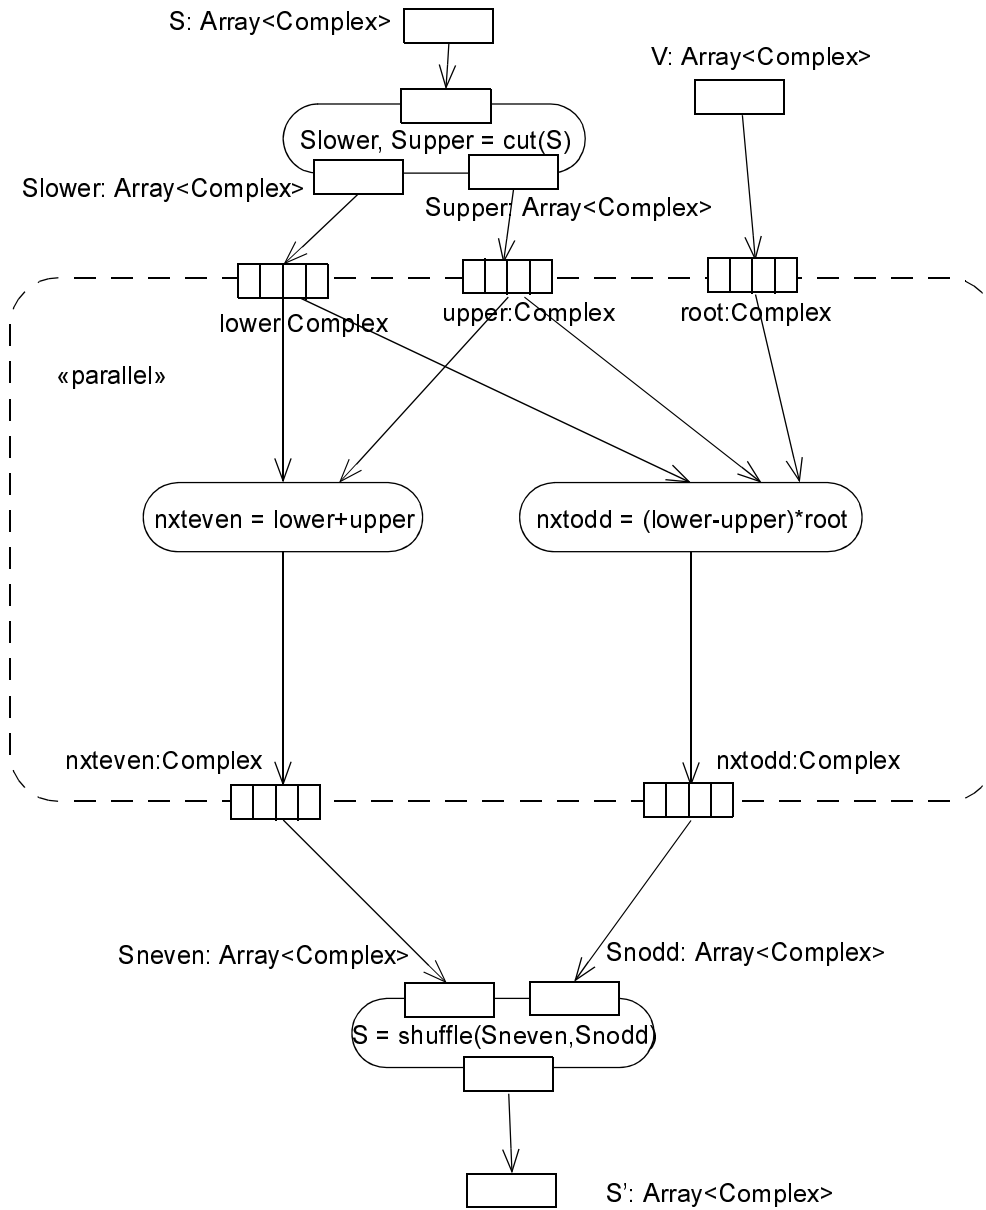 S: Array<Complex>
V: Array<Complex>
Slower, Supper = cut(S)
Slower: Array<Complex>
Supper: Array<Complex>
lower:Complex
upper:Complex
root:Complex
«parallel»
nxteven = lower+upper
nxtodd = (lower-upper)*root
nxteven:Complex
nxtodd:Complex
Sneven: Array<Complex>
Snodd: Array<Complex>
S = shuffle(Sneven,Snodd)
S’: Array<Complex>